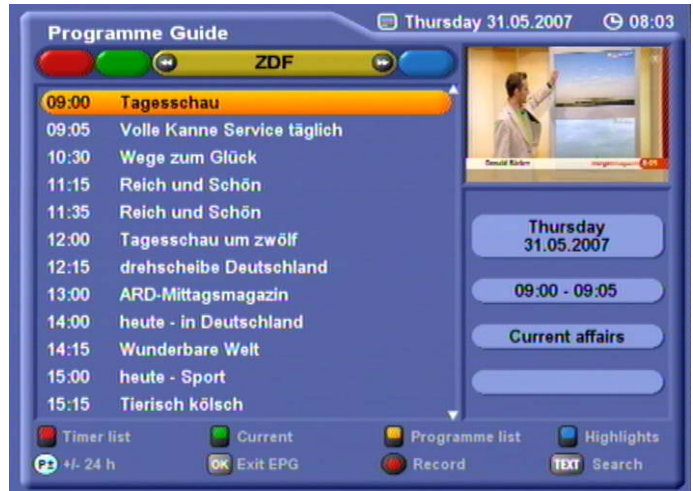 Programme Guide
Thursday 31.05.2007
08:03
ZDF
09:00 Tagesschau
09:05 Volle Kanne Service täglich
10:30 Wege zum Glück
11:15 Reich und Schön
11:35 Reich und Schön
12:00 Tagesschau um zwölf
12:15 drehscheibe Deutschland
13:00 ARD-Mittagsmagazin
14:00 heute - in Deutschland
14:15 Wunderbare Welt
15:00 heute - Sport
15:15 Tierisch kölsch
morgenmagazin 8:05
Thursday
31.05.2007
09:00 - 09:05
Current affairs
Timer list
Current
Programme list
Highlights
P± +/- 24 h
OK Exit EPG
Record
TEXT Search